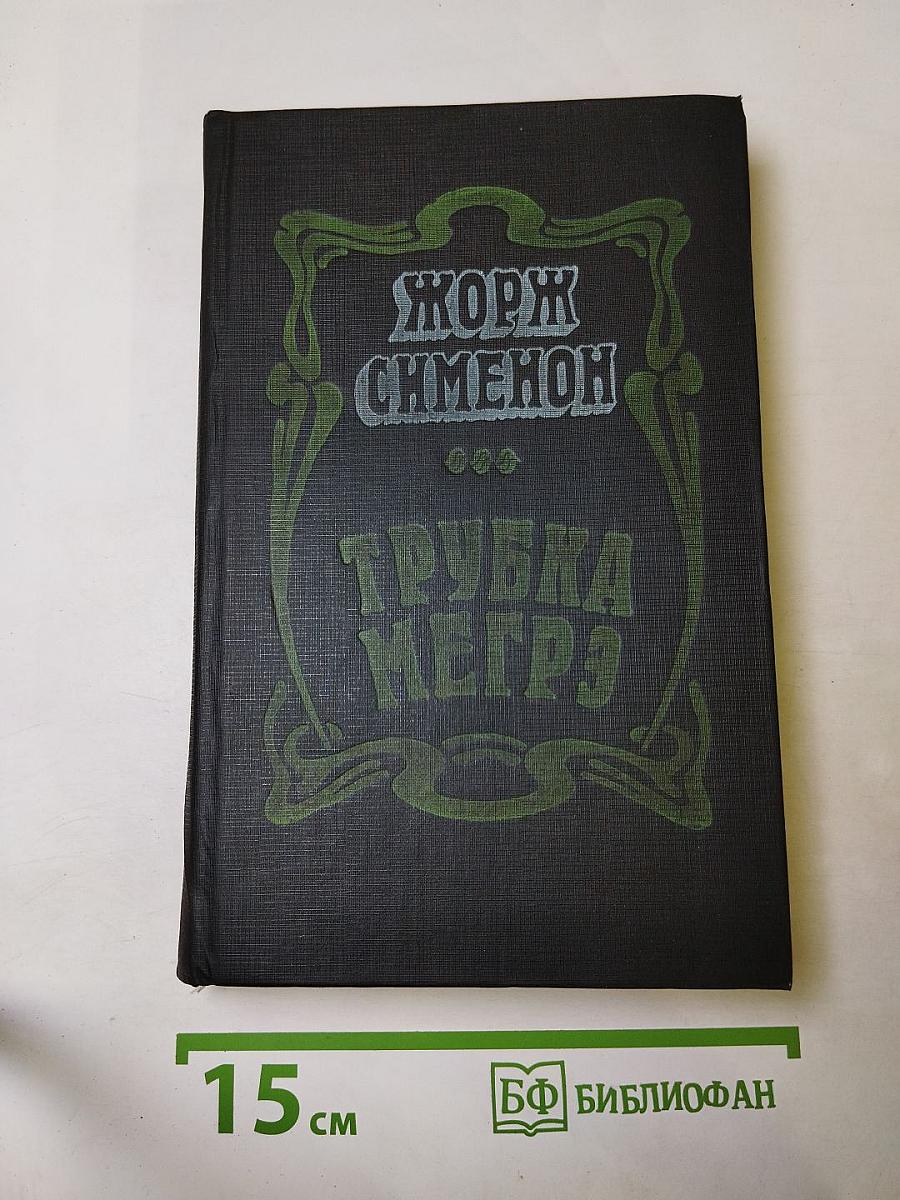 ЖОРЖ
СИМЕНОН
ТРУБКА
МЕГРЭ
15 см
БФ БИБЛИОФАН